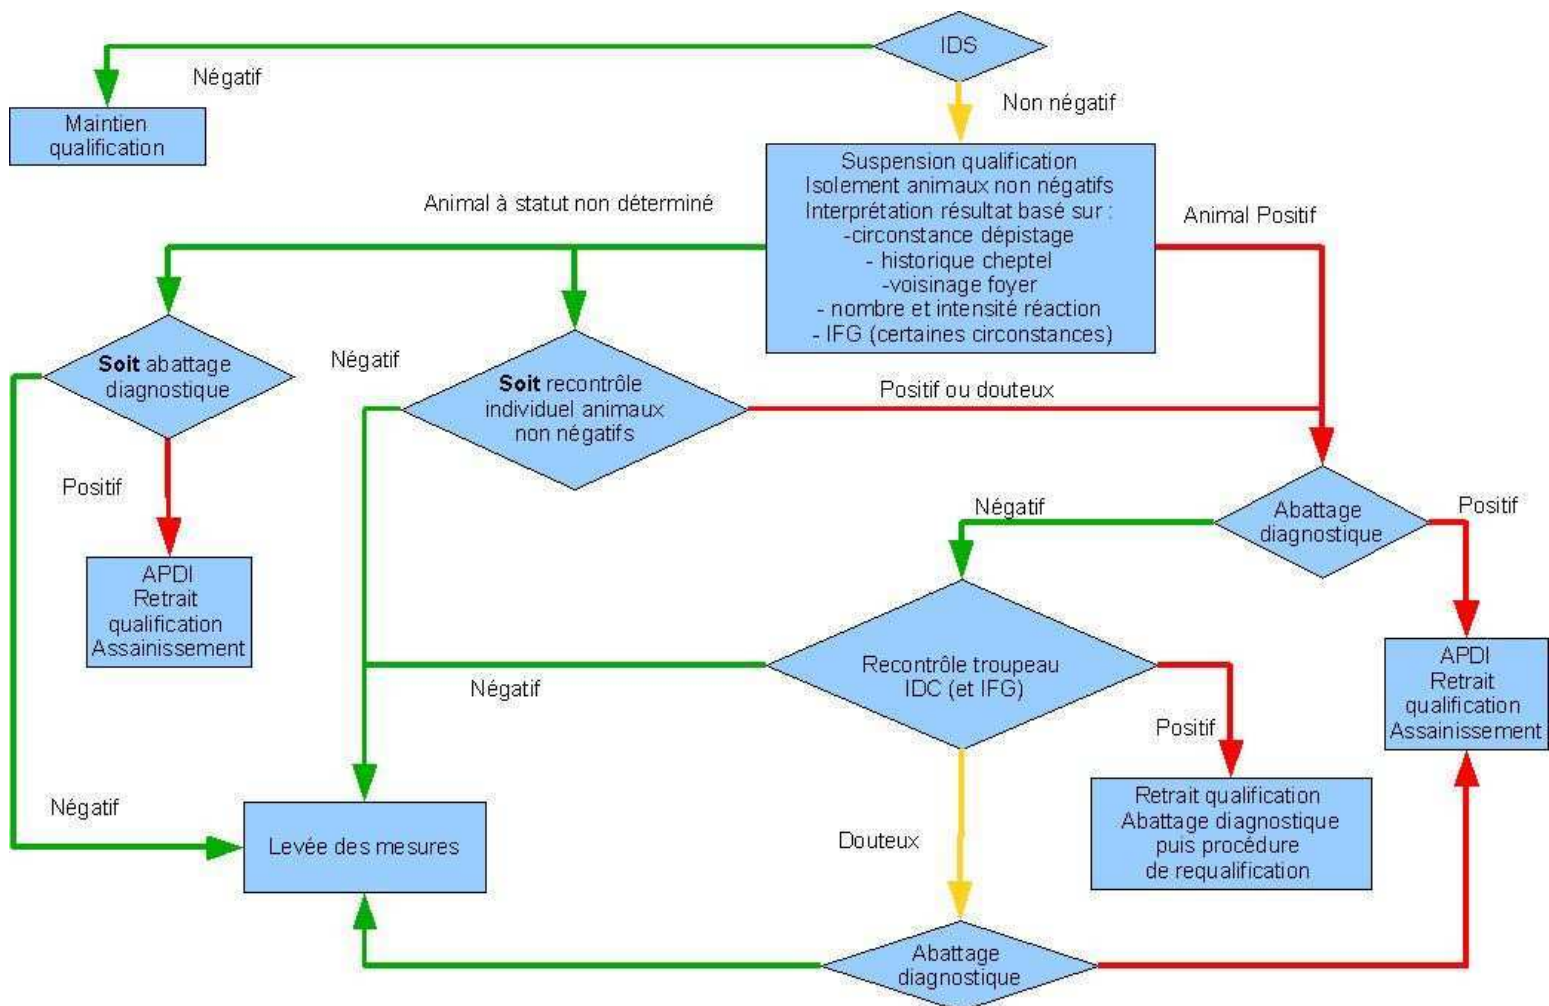 IDS
Négatif
Non négatif
Maintien
qualification
Suspension qualification
Isolement animaux non négatifs
Interprétation résultat basé sur :
-circonstance dépistage
- historique cheptel
-voisinage foyer
- nombre et intensité réaction
- IFG (certaines circonstances)
Animal à statut non déterminé
Animal Positif
Soit abattage
diagnostique
Négatif
Soit recontrôle
individuel animaux
non négatifs
Positif ou douteux
Positif
Négatif
Abattage
diagnostique
Positif
APDI
Retrait
qualification
Assainissement
Recontrôle troupeau
IDC (et IFG)
Négatif
Positif
APDI
Retrait
qualification
Assainissement
Négatif
Levée des mesures
Douteux
Retrait qualification
Abattage diagnostique
puis procédure
de requalification
Abattage
diagnostique